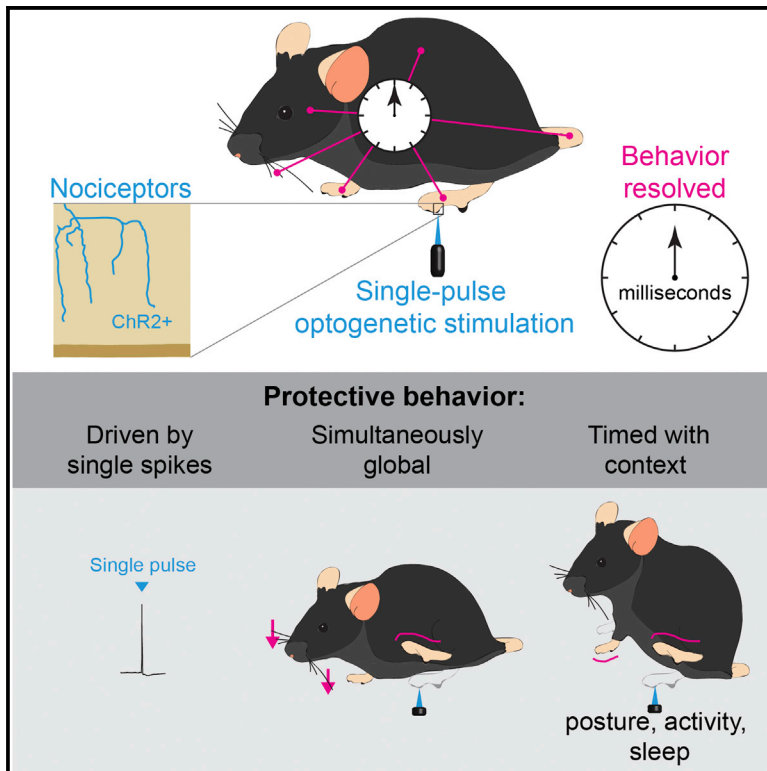 Nociceptors
ChR2+
Single-pulse
optogenetic stimulation
Behavior
resolved
milliseconds
Protective behavior:
Driven by
single spikes
Simultaneously
global
Timed with
context
Single pulse
posture, activity,
sleep